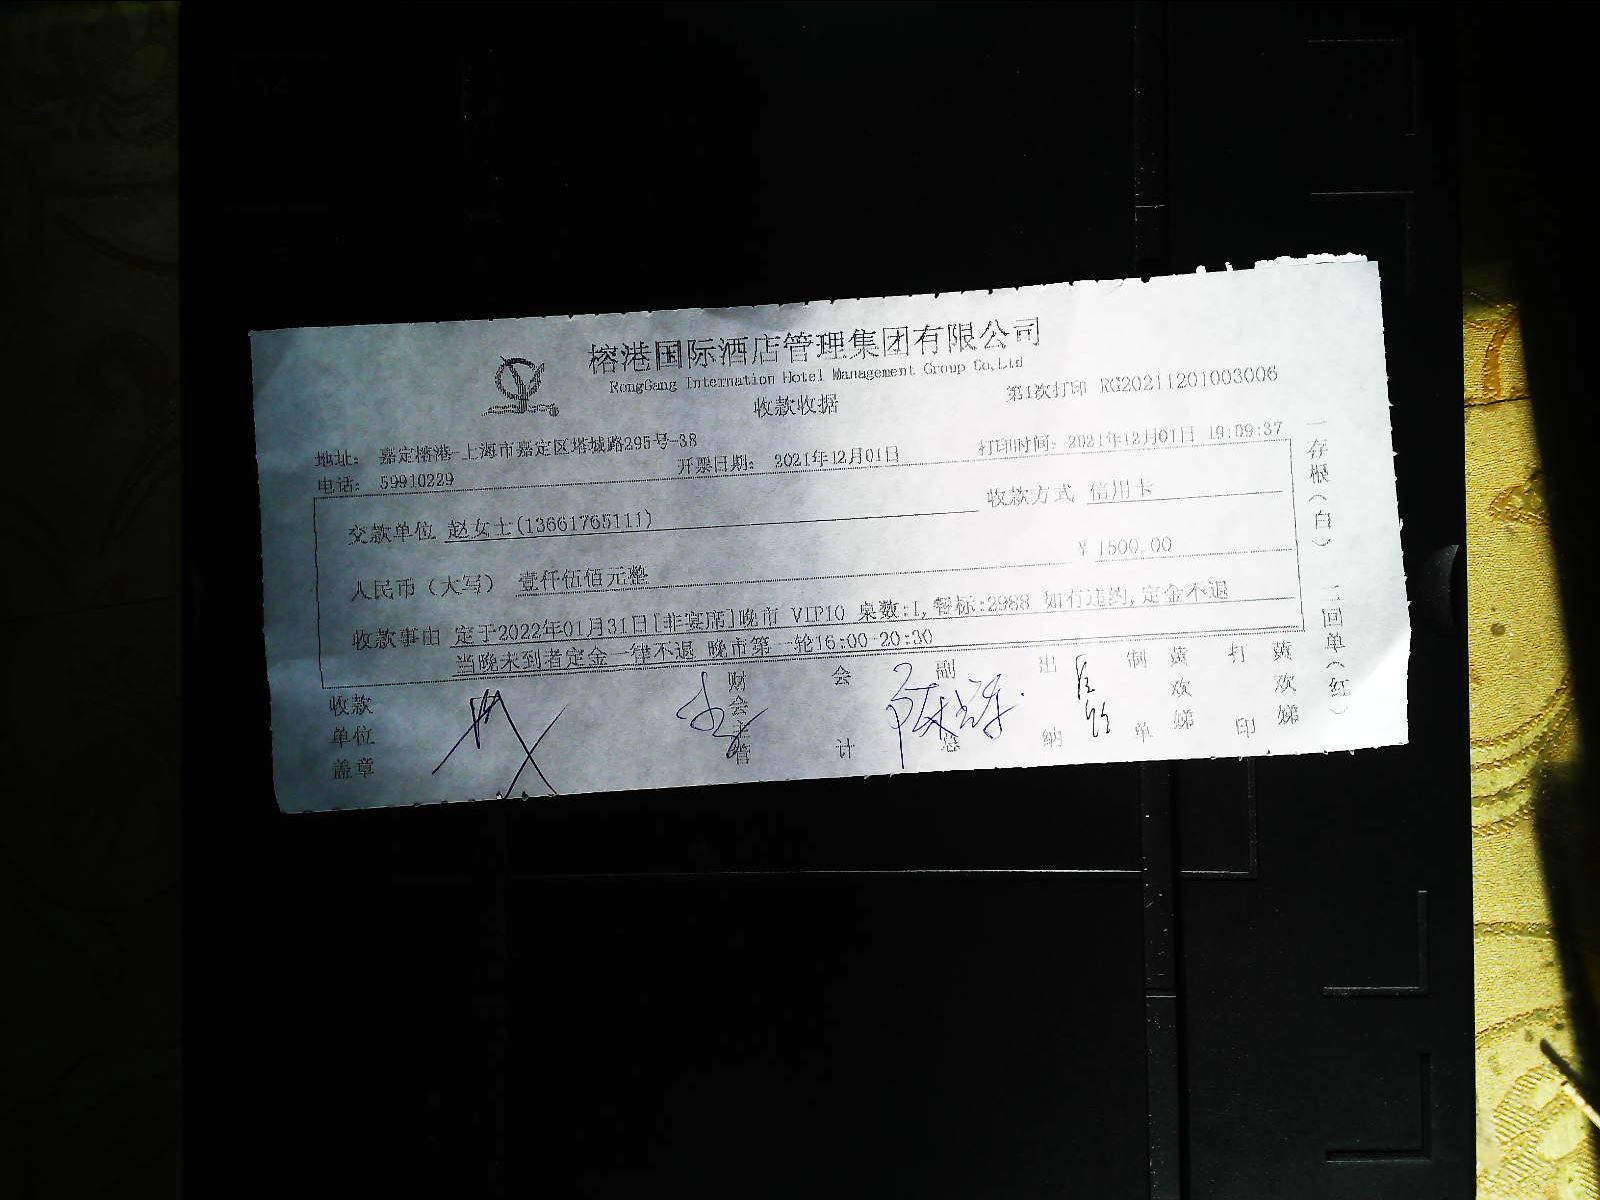 榕港国际酒店管理集团有限公司
RongGang Internation Hotel Management Group Co,Ltd
收款收据
第1次打印 RG20211201003006
地址: 嘉定榕港-上海市嘉定区塔城路295号-38
电话: 59910229
开票日期: 2021年12月01日
打印时间: 2021年12月01日 19:09:37
交款单位 赵女士(13661765111)
收款方式 信用卡
人民币(大写) 壹仟伍佰元整
¥ 1500.00
收款事由 定于2022年01月31日[非宴席]晚市 VIP10 桌数:1,餐标:2988 如有违约,定金不退
当晚未到者定金一律不退 晚市第一轮16:00-20:30
收款单位盖章
财会主管
会计
副总
出纳
制单
黄欢娣
打印
黄欢娣
一存根(白) 二回单(红)